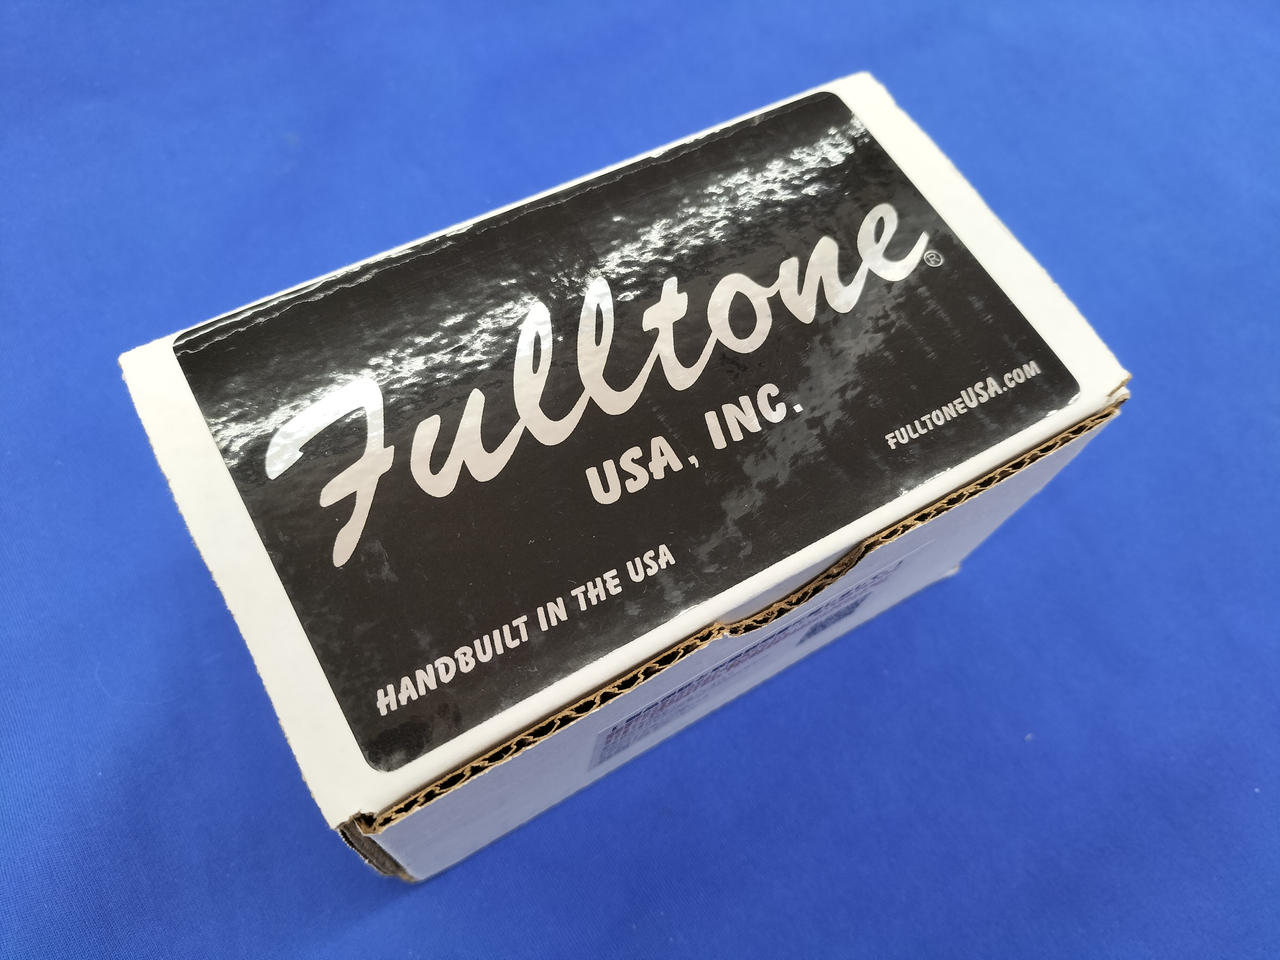 Fulltone®
USA, INC.
FULLTONEUSA.COM
HANDBUILT IN THE USA